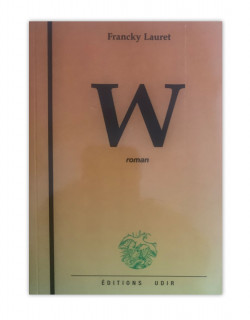 Francky Lauret
W
roman
ÉDITIONS UDIR